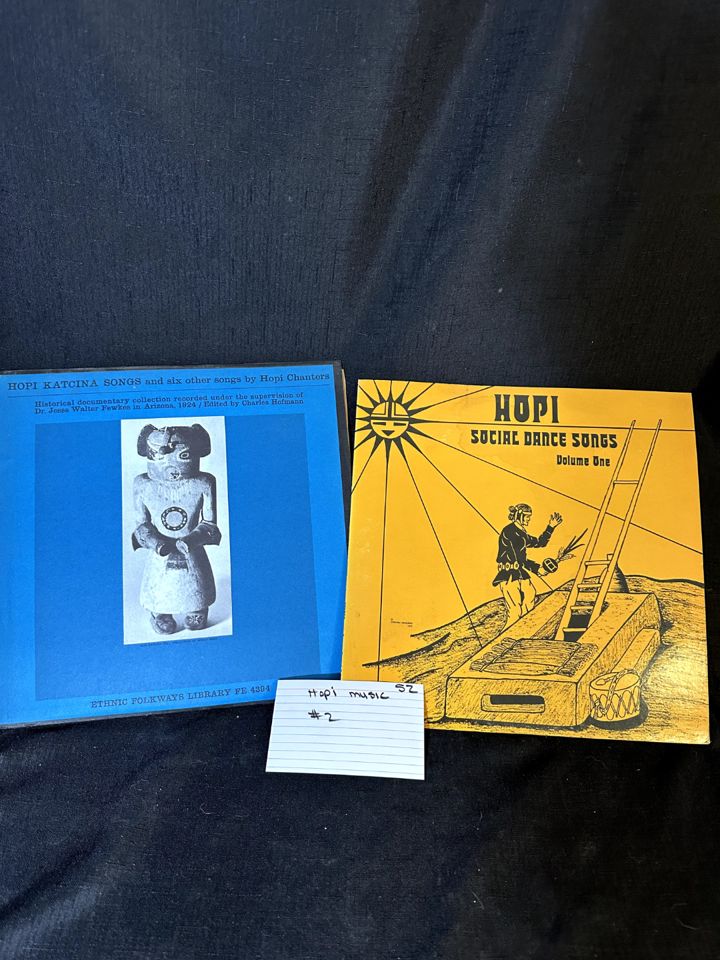 HOPI KATCINA SONGS and six other songs by Hopi Chanters
Historical documentary collection recorded under the supervision of
Dr. Jesse Walter Fewkes in Arizona, 1924 / Edited by Charles Hofmann
ETHNIC FOLKWAYS LIBRARY FE 4394
HOPI
SOCIAL DANCE SONGS
Volume One
Hopi music 52
#2